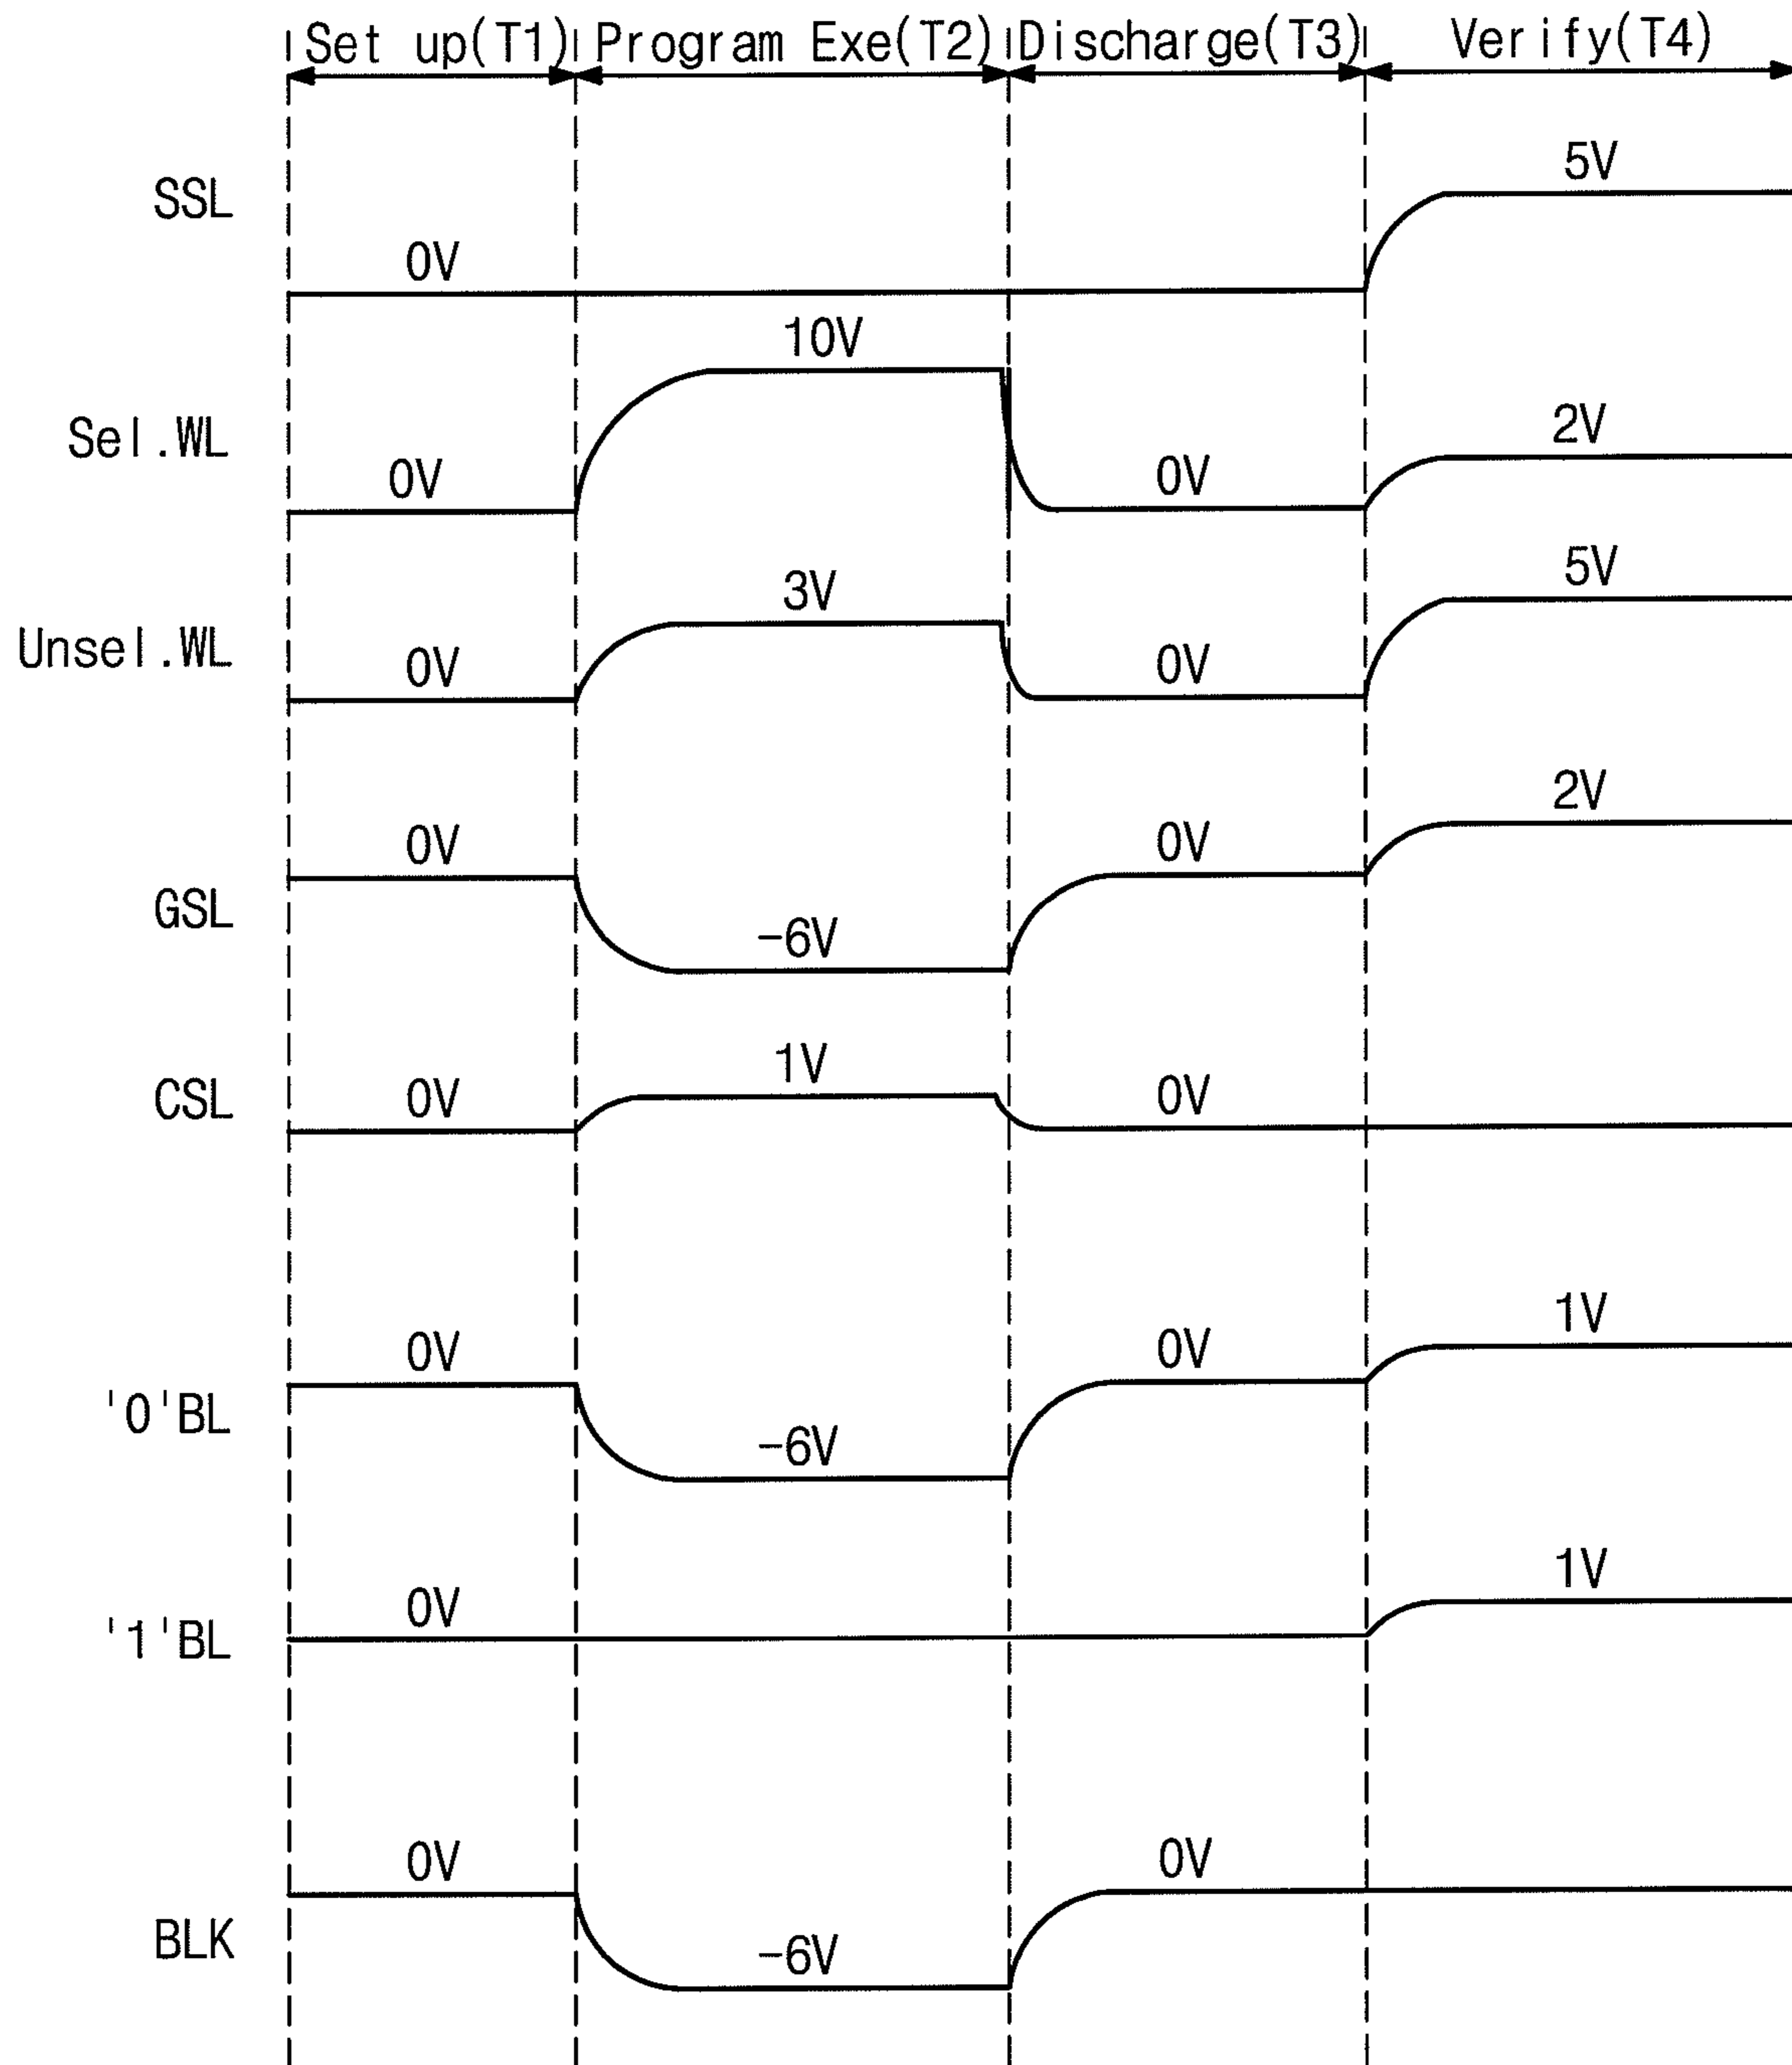 Set up(T1) Program Exe(T2) Discharge(T3) Verify(T4)
5V
SSL
0V
10V
2V
Sel.WL
0V 0V
5V
3V
Unsel.WL
0V 0V
2V
0V 0V
GSL
-6V
1V
CSL 0V 0V
1V
0V 0V
'0'BL
-6V
1V
0V
'1'BL
0V 0V
BLK
-6V